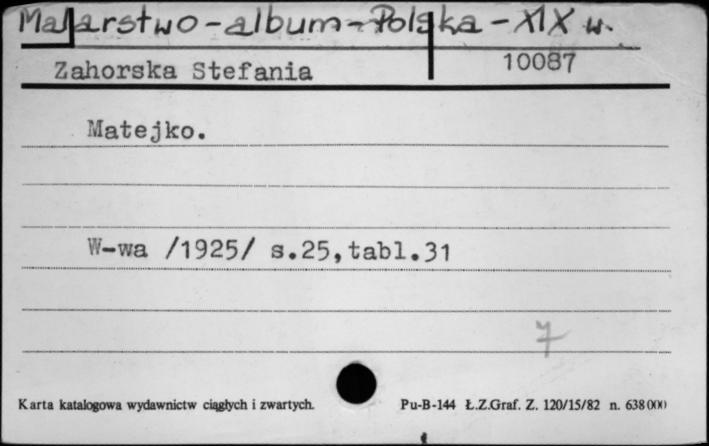 Malarstwo - album - Polska - XIX w.
Zahorska Stefania 10087
Matejko.
W-wa /1925/ s.25,tabl.31
7
Karta katalogowa wydawnictw ciągłych i zwartych. Pu-B-144 Ł.Z.Graf. Z. 120/15/82 n. 638000